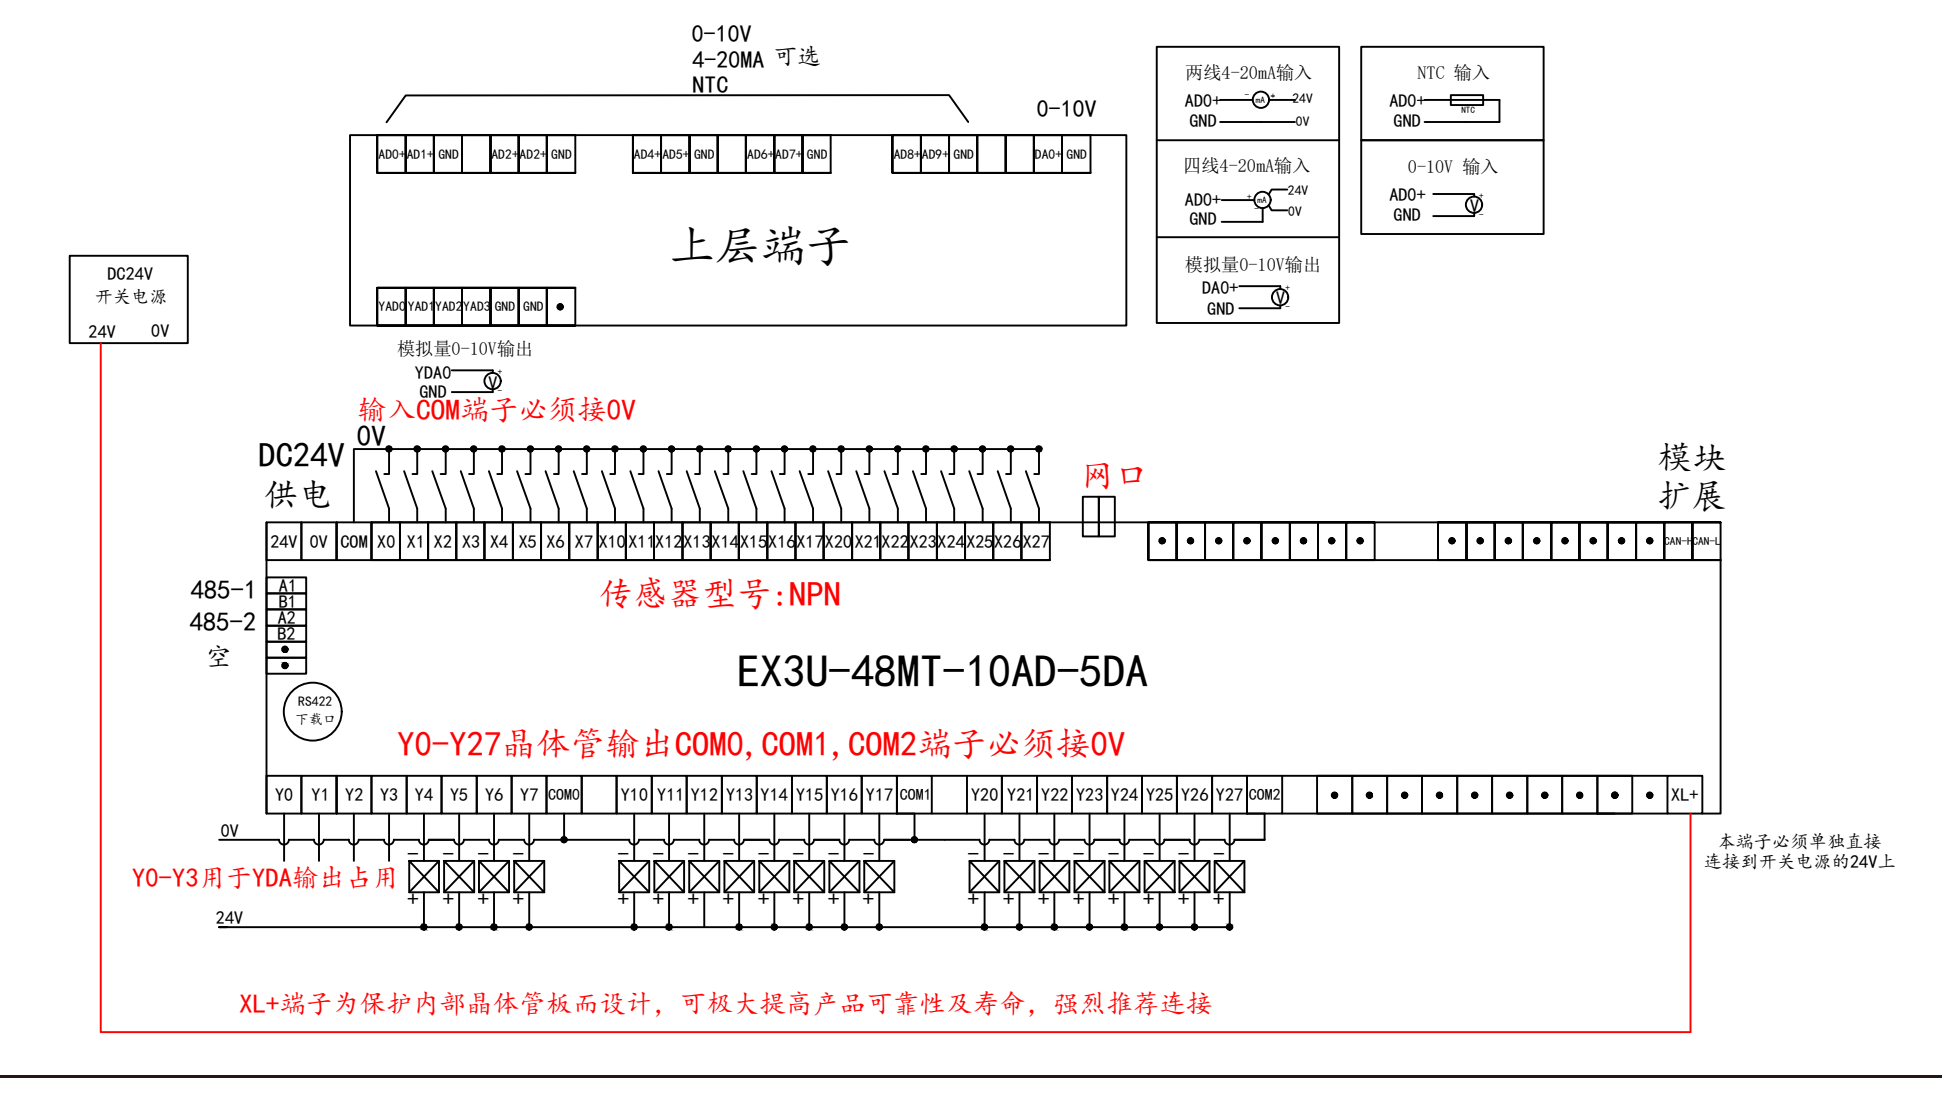 0-10V
4-20MA 可选
NTC
0-10V
AD0+ AD1+ GND AD2+ AD2+ GND AD4+ AD5+ GND AD6+ AD7+ GND AD8+ AD9+ GND DA0+ GND
上层端子
YAD0 YAD1 YAD2 YAD3 GND GND
模拟量0-10V输出
YDA0
GND
V
+
-
两线4-20mA输入
AD0+ - mA + 24V
GND 0V
四线4-20mA输入
AD0+ + mA 24V
GND - 0V
模拟量0-10V输出
DA0+
GND
V
+
-
NTC 输入
AD0+
NTC
GND
0-10V 输入
AD0+
GND
V
+
-
DC24V
开关电源
24V 0V
输入COM端子必须接0V
0V
DC24V
供电
网口
模块
扩展
24V 0V COM X0 X1 X2 X3 X4 X5 X6 X7 X10 X11 X12 X13 X14 X15 X16 X17 X20 X21 X22 X23 X24 X25 X26 X27
CAN-H CAN-L
485-1
A1
B1
485-2
A2
B2
空
传感器型号:NPN
EX3U-48MT-10AD-5DA
RS422
下载口
Y0-Y27晶体管输出COM0,COM1,COM2端子必须接0V
Y0 Y1 Y2 Y3 Y4 Y5 Y6 Y7 COM0 Y10 Y11 Y12 Y13 Y14 Y15 Y16 Y17 COM1 Y20 Y21 Y22 Y23 Y24 Y25 Y26 Y27 COM2 XL+
0V
Y0-Y3用于YDA输出占用
24V
本端子必须单独直接
连接到开关电源的24V上
XL+端子为保护内部晶体管板而设计，可极大提高产品可靠性及寿命，强烈推荐连接